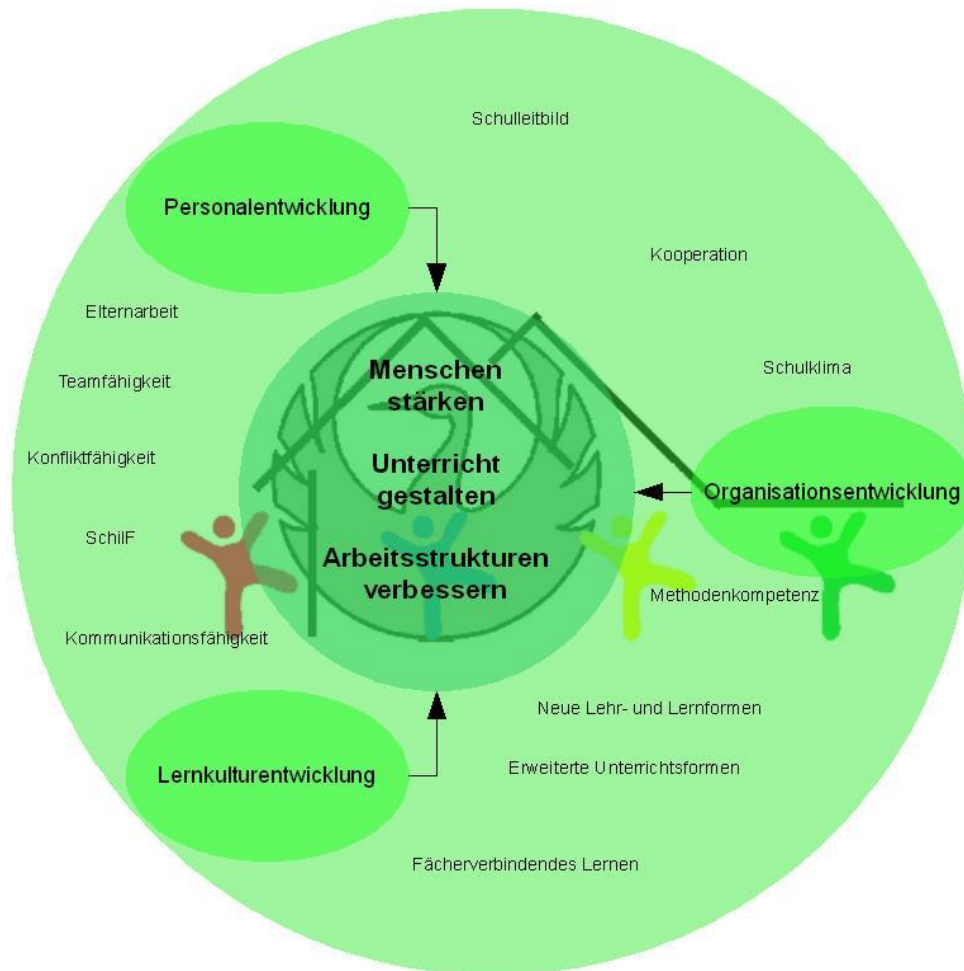 Schulleitbild
Personalentwicklung
Kooperation
Elternarbeit
Schulklima
Menschen
stärken
Teamfähigkeit
Konfliktfähigkeit
Unterricht
gestalten
Organisationsentwicklung
SchilF
Arbeitsstrukturen
verbessern
Methodenkompetenz
Kommunikationsfähigkeit
Neue Lehr- und Lernformen
Lernkulturentwicklung
Erweiterte Unterrichtsformen
Fächerverbindendes Lernen